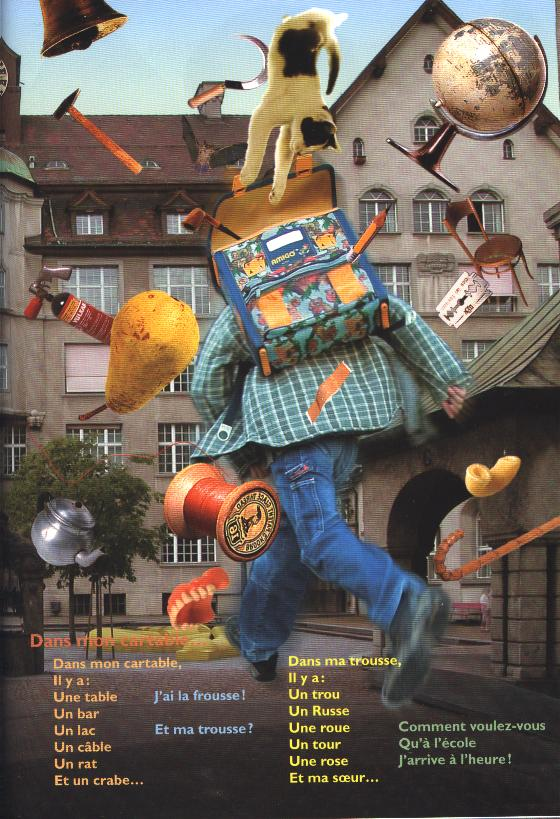 AMIGO
Dans mon cartable...
Dans mon cartable,
Il y a :
Une table
Un bar
Un lac
Un câble
Un rat
Et un crabe...
J'ai la frousse !
Et ma trousse ?
Dans ma trousse,
Il y a :
Un trou
Un Russe
Une roue
Un tour
Une rose
Et ma sœur...
Comment voulez-vous
Qu'à l'école
J'arrive à l'heure !